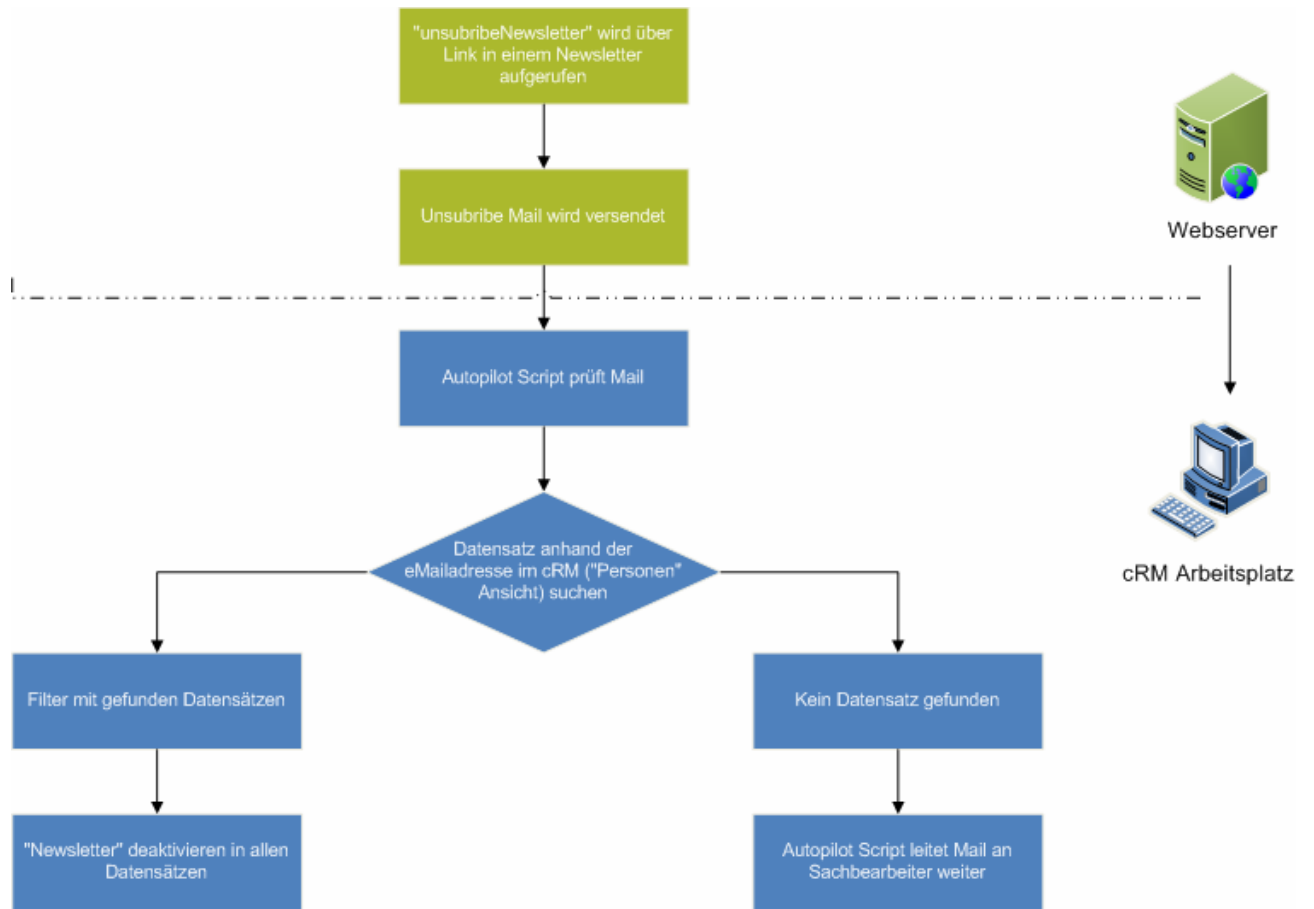 "unsubribeNewsletter" wird über
Link in einem Newsletter
aufgerufen
Unsubribe Mail wird versendet
Webserver
Autopilot Script prüft Mail
Datensatz anhand der
eMailadresse im cRM ("Personen"
Ansicht) suchen
cRM Arbeitsplatz
Filter mit gefunden Datensätzen
Kein Datensatz gefunden
"Newsletter" deaktivieren in allen
Datensätzen
Autopilot Script leitet Mail an
Sachbearbeiter weiter